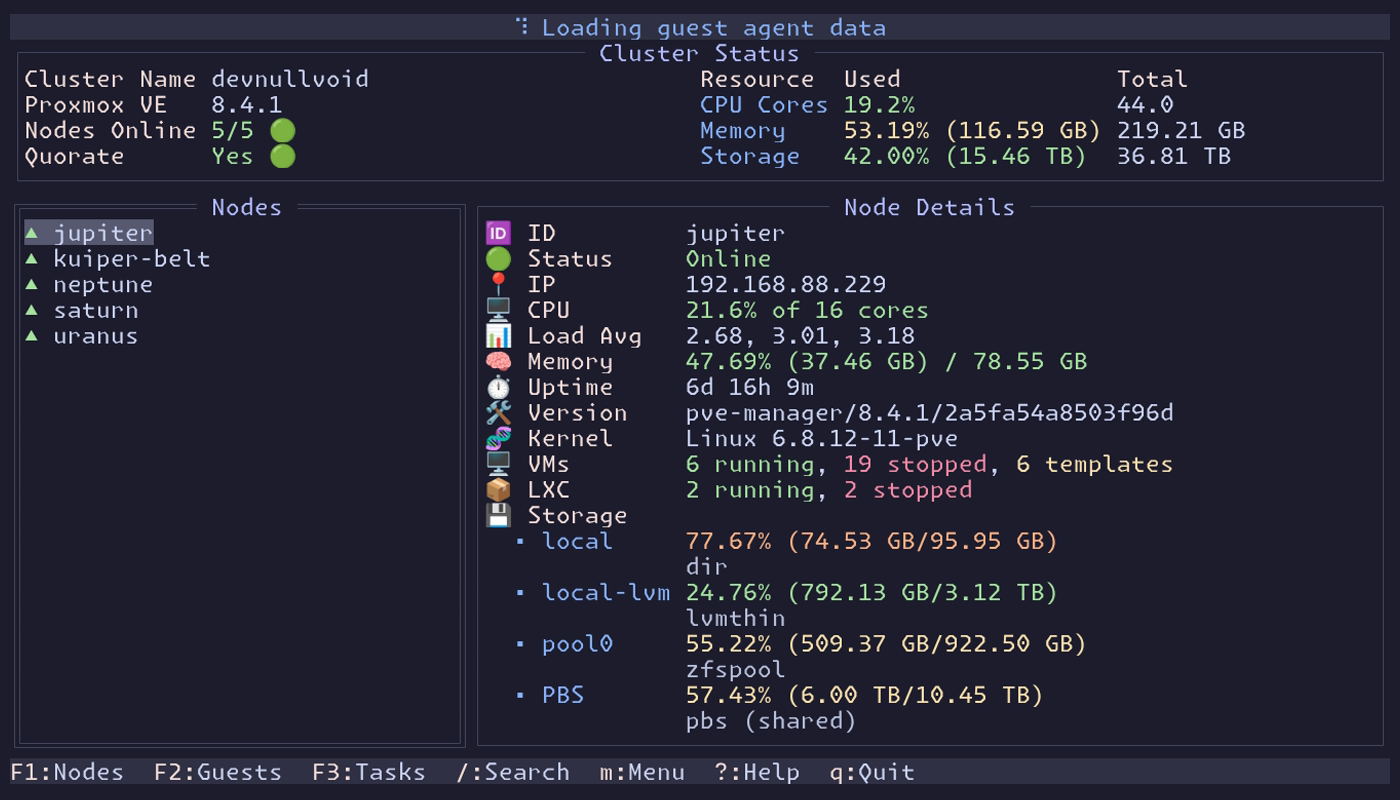 Loading guest agent data
Cluster Status
Cluster Name devnullvoid
Proxmox VE 8.4.1
Nodes Online 5/5
Quorate Yes
Resource Used Total
CPU Cores 19.2% 44.0
Memory 53.19% (116.59 GB) 219.21 GB
Storage 42.00% (15.46 TB) 36.81 TB
Nodes
▲ jupiter
▲ kuiper-belt
▲ neptune
▲ saturn
▲ uranus
Node Details
🆔 ID jupiter
Status Online
IP 192.168.88.229
CPU 21.6% of 16 cores
Load Avg 2.68, 3.01, 3.18
Memory 47.69% (37.46 GB) / 78.55 GB
Uptime 6d 16h 9m
Version pve-manager/8.4.1/2a5fa54a8503f96d
Kernel Linux 6.8.12-11-pve
VMs 6 running, 19 stopped, 6 templates
LXC 2 running, 2 stopped
Storage
▪ local 77.67% (74.53 GB/95.95 GB)
dir
▪ local-lvm 24.76% (792.13 GB/3.12 TB)
lvmthin
▪ pool0 55.22% (509.37 GB/922.50 GB)
zfspool
▪ PBS 57.43% (6.00 TB/10.45 TB)
pbs (shared)
F1:Nodes F2:Guests F3:Tasks /:Search m:Menu ?:Help q:Quit